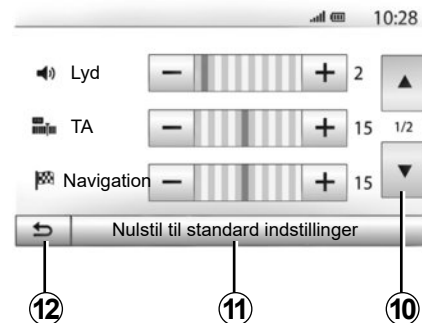 10:28
Lyd 2
TA 15 1/2
Navigation 15
Nulstil til standard indstillinger
12 11 10